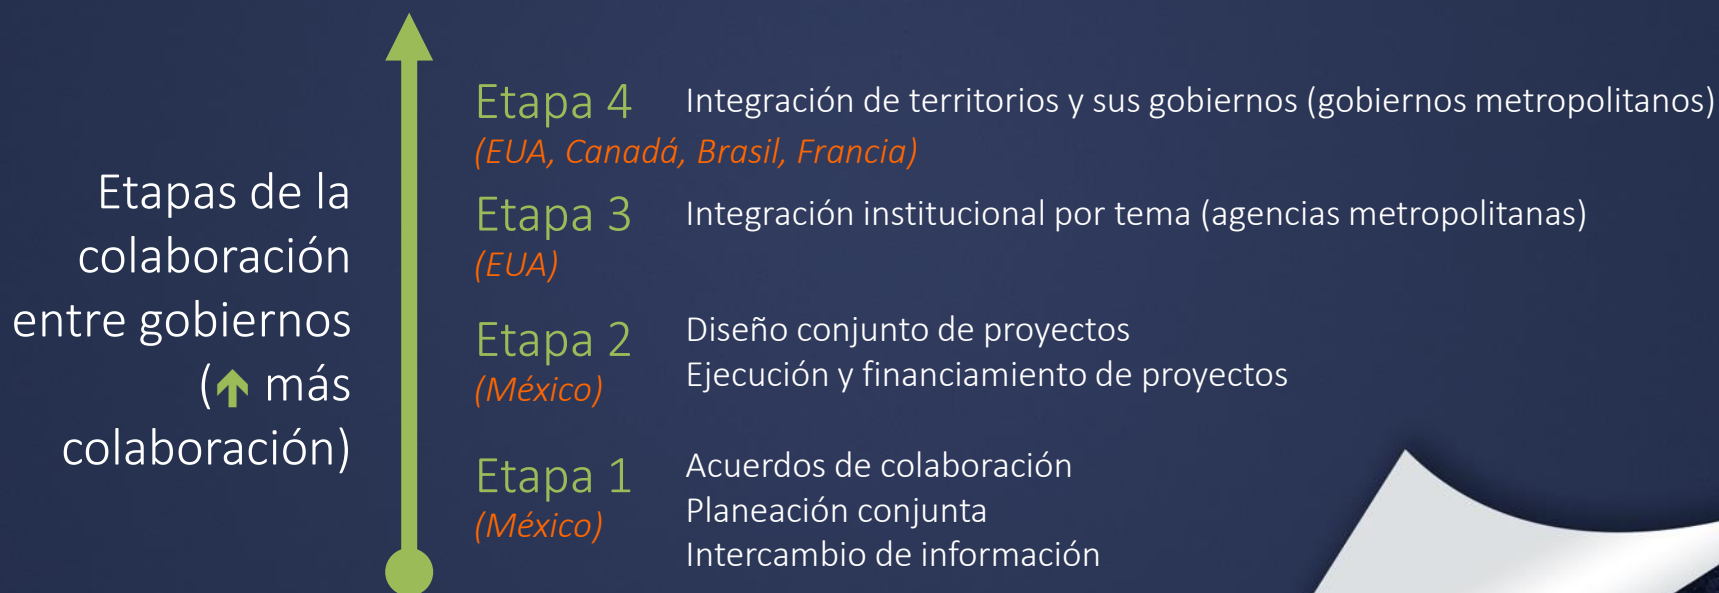 Etapas de la
colaboración
entre gobiernos
(↑ más
colaboración)
Etapa 4 Integración de territorios y sus gobiernos (gobiernos metropolitanos)
(EUA, Canadá, Brasil, Francia)
Etapa 3 Integración institucional por tema (agencias metropolitanas)
(EUA)
Etapa 2
(México)
Diseño conjunto de proyectos
Ejecución y financiamiento de proyectos
Etapa 1
(México)
Acuerdos de colaboración
Planeación conjunta
Intercambio de información